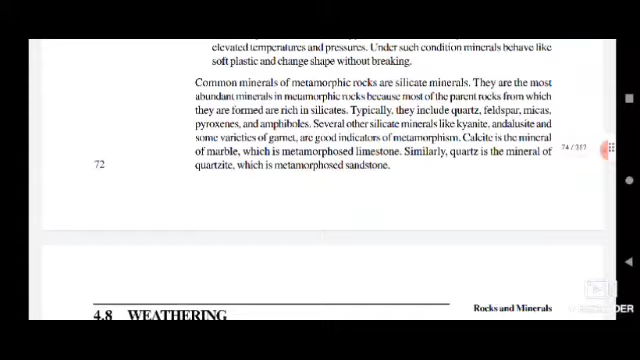 elevated temperatures and pressures. Under such condition minerals behave like
soft plastic and change shape without breaking.
Common minerals of metamorphic rocks are silicate minerals. They are the most
abundant minerals in metamorphic rocks because most of the parent rocks from which
they are formed are rich in silicates. Typically, they include quartz, feldspar, micas,
pyroxenes, and amphiboles. Several other silicate minerals like kyanite, andalusite and
some varieties of garnet, are good indicators of metamorphism. Calcite is the mineral
of marble, which is metamorphosed limestone. Similarly, quartz is the mineral of
quartzite, which is metamorphosed sandstone.
72
Rocks and Minerals
4.8 WEATHERING